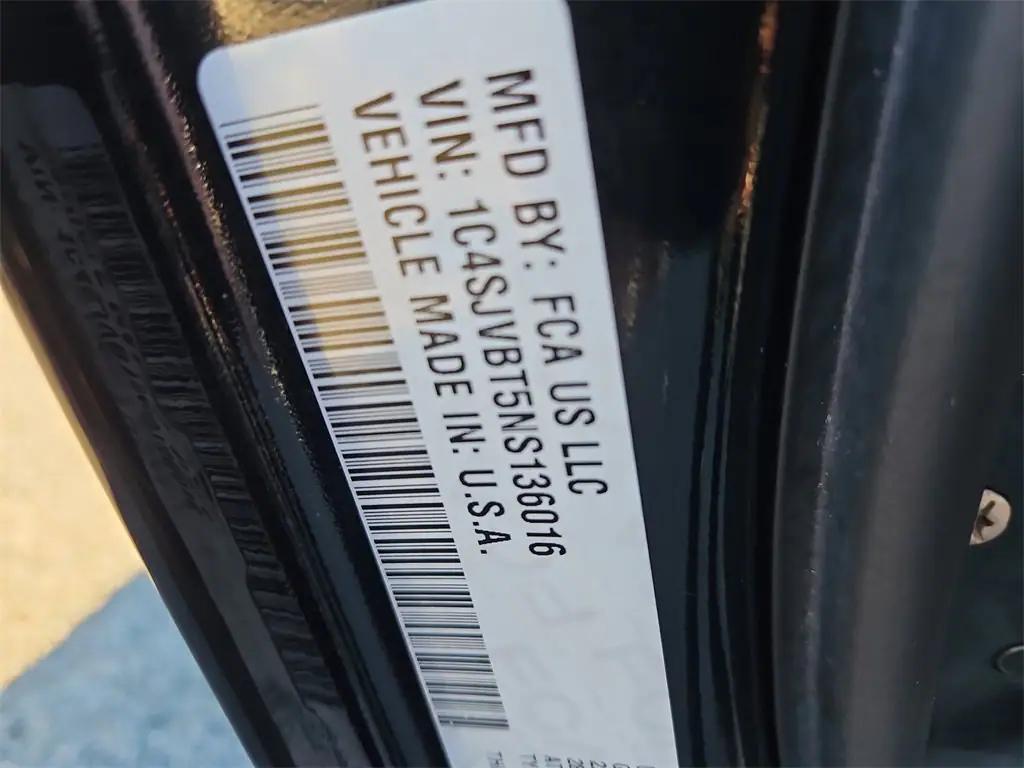 MFD BY: FCA US LLC
VIN: 1C4SJVBT5NS136016
VEHICLE MADE IN: U.S.A.